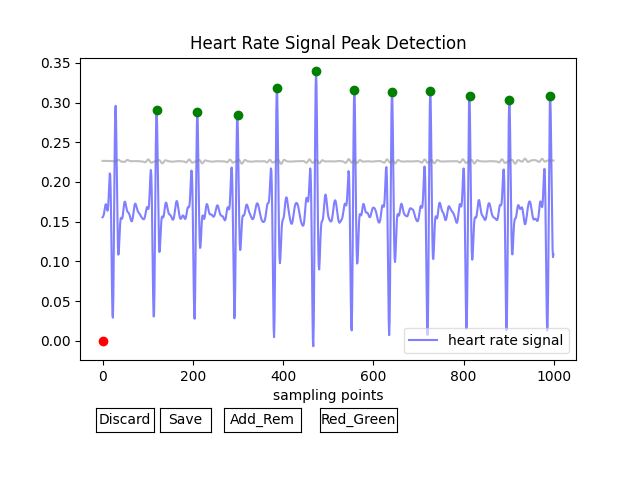 Heart Rate Signal Peak Detection
0.35
0.30
0.25
0.20
0.15
0.10
0.05
0.00
heart rate signal
0 200 400 600 800 1000
sampling points
Discard Save Add_Rem Red_Green